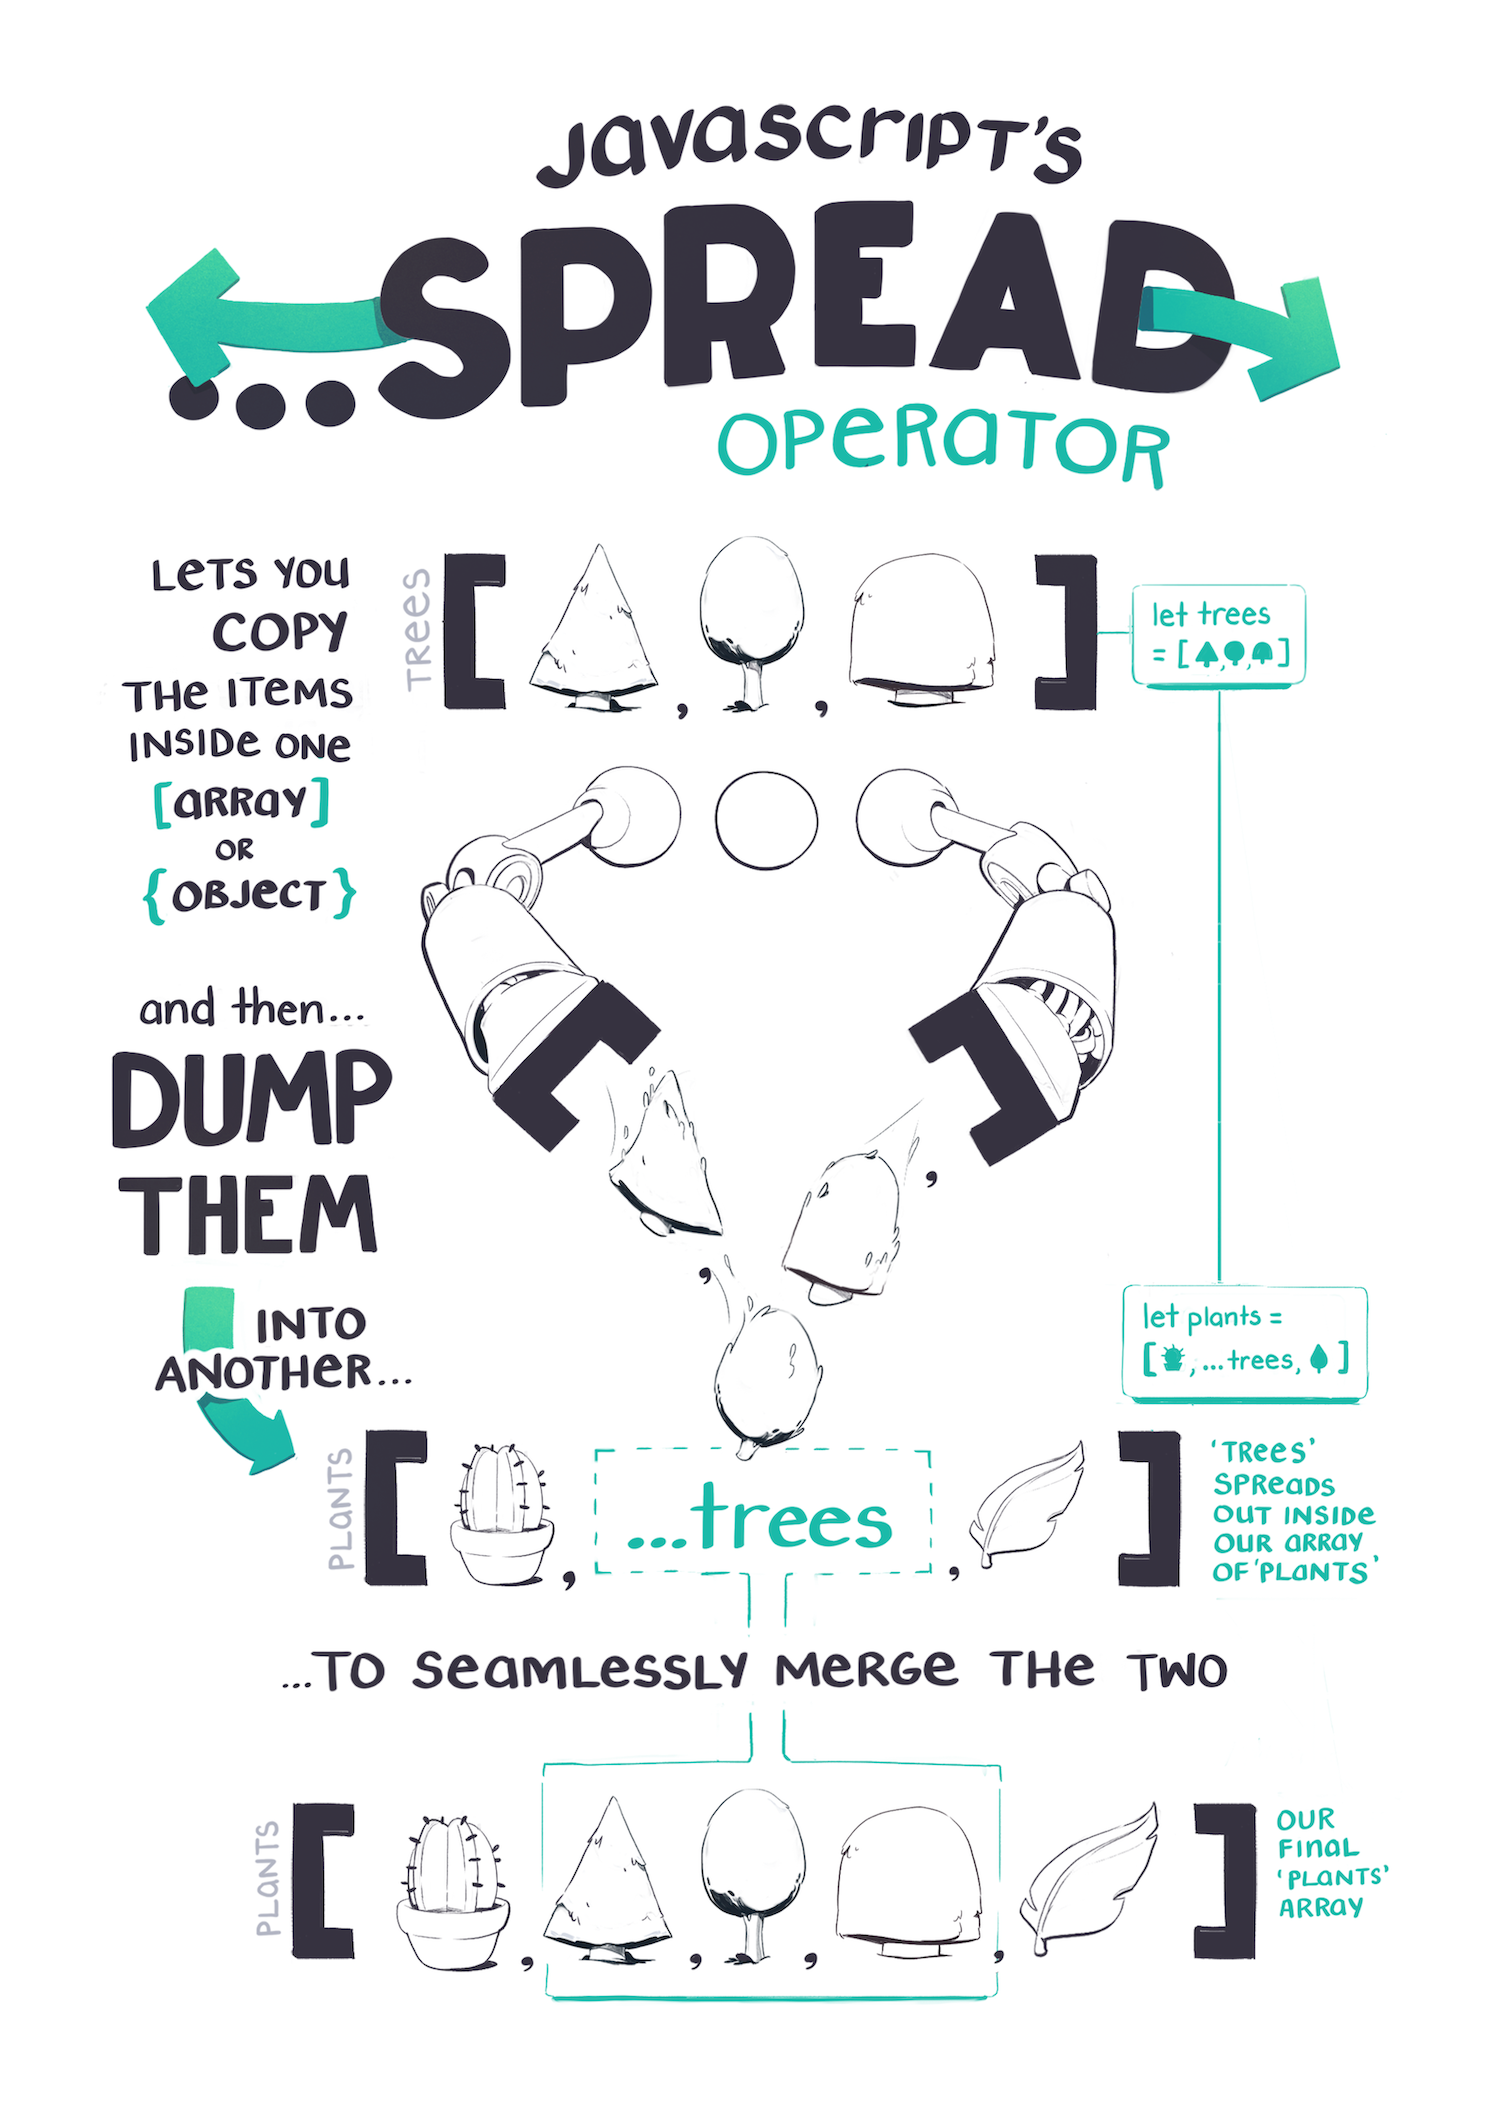 JavaScript's
...SPREAD
OPERATOR
LETS YOU
COPY
THE ITEMS
INSIDE ONE
[ARRAY]
OR
{OBJECT}
TREES
[ , , ]
let trees
= [ , , ]
and then...
DUMP
THEM
INTO
ANOTHER...
let plants =
[ , ...trees, ]
PLANTS
[ , ...trees , ]
'TREES'
SPREADS
OUT INSIDE
OUR ARRAY
OF 'PLANTS'
...TO SEAMLESSLY MERGE THE TWO
PLANTS
[ , , , , ]
OUR
FINAL
'PLANTS'
ARRAY